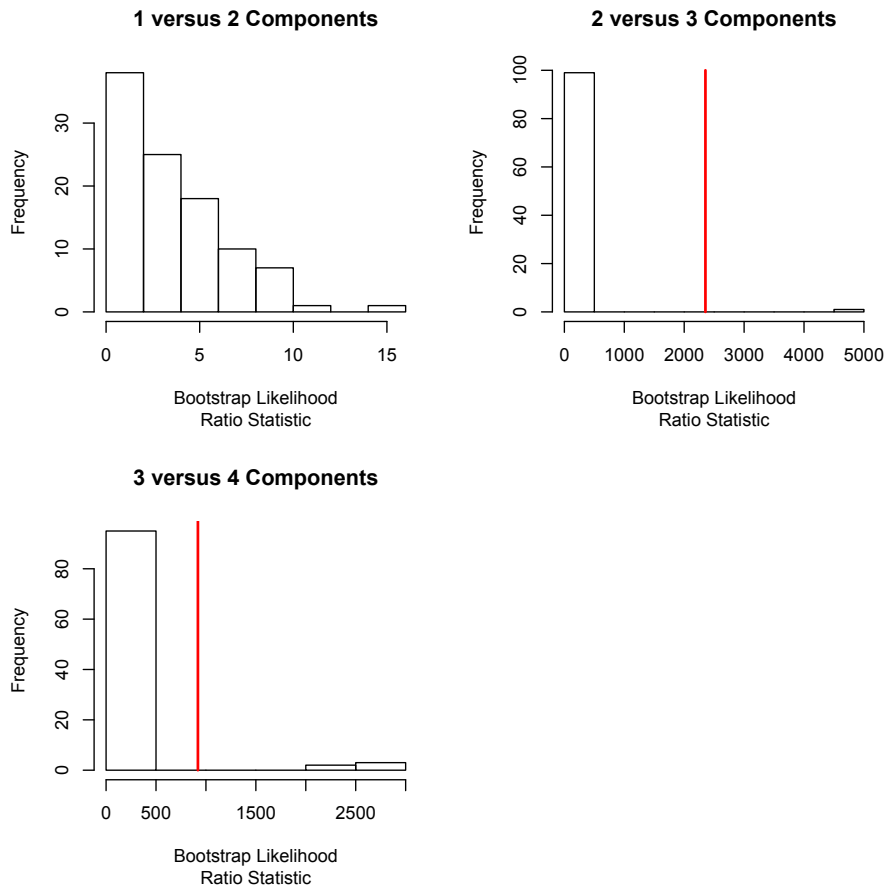 1 versus 2 Components
Frequency
0 10 20 30
0 5 10 15
Bootstrap Likelihood
Ratio Statistic
2 versus 3 Components
Frequency
0 20 40 60 80 100
0 1000 2000 3000 4000 5000
Bootstrap Likelihood
Ratio Statistic
3 versus 4 Components
Frequency
0 20 40 60 80
0 500 1500 2500
Bootstrap Likelihood
Ratio Statistic